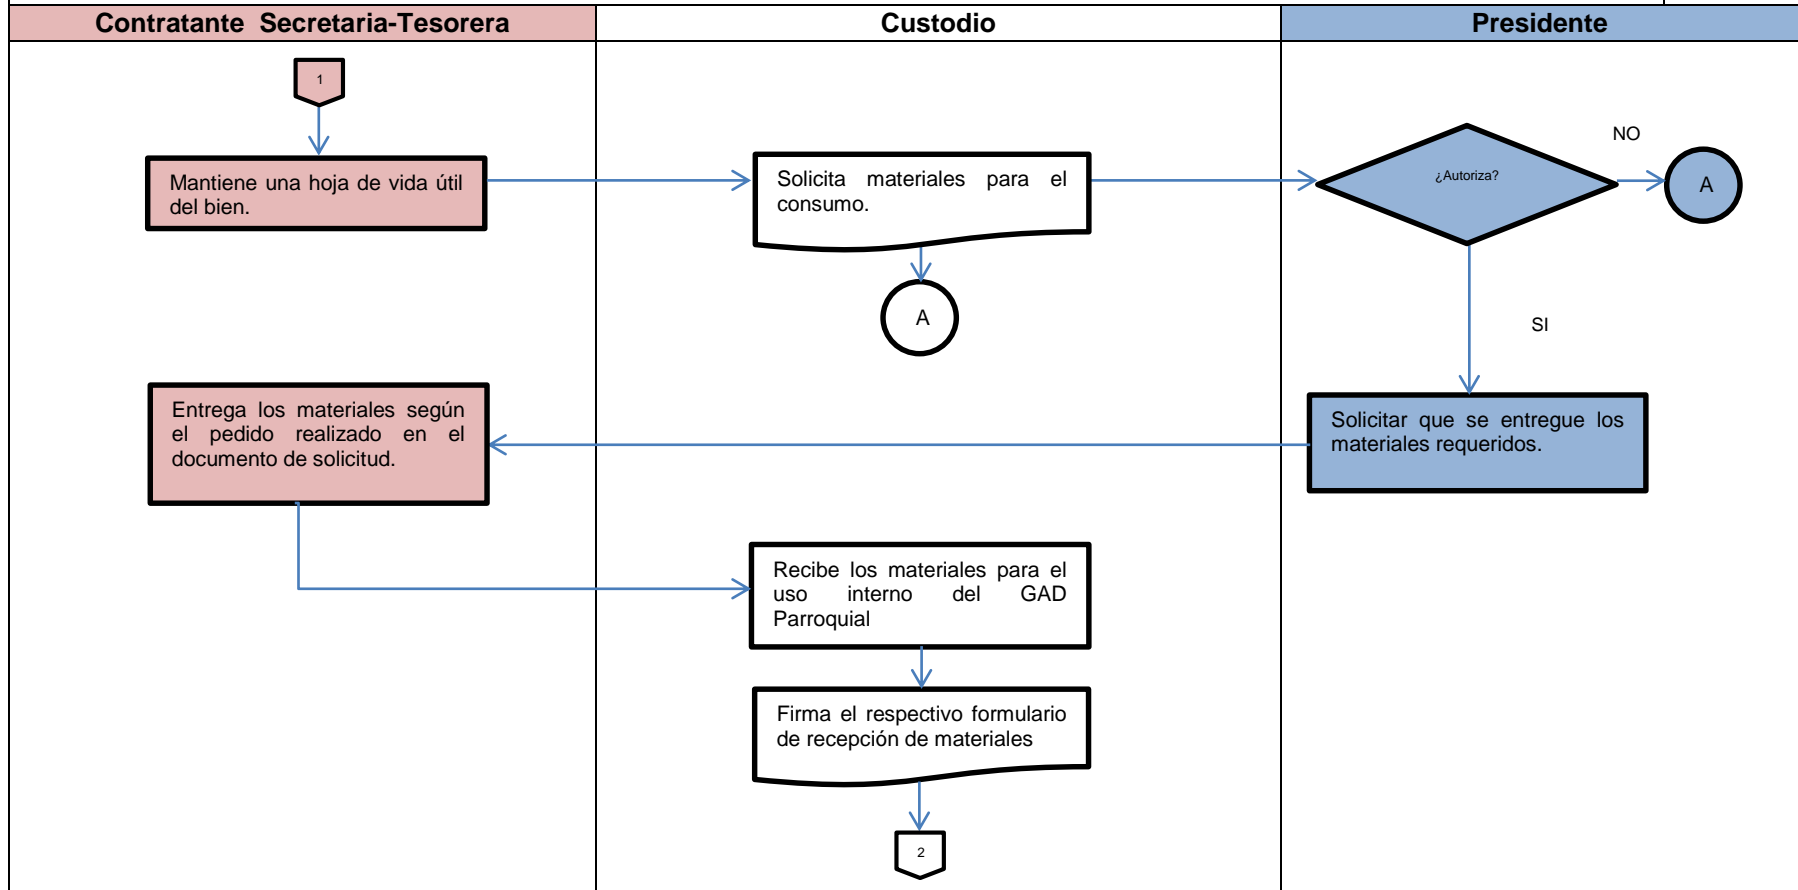 Contratante  Secretaria-Tesorera
Custodio
Presidente
1
Mantiene una hoja de vida útil
del bien.
Solicita materiales para el
consumo.
¿Autoriza?
NO
A
A
SI
Entrega los materiales según
el pedido realizado en el
documento de solicitud.
Solicitar que se entregue los
materiales requeridos.
Recibe los materiales para el
uso interno del GAD
Parroquial
Firma el respectivo formulario
de recepción de materiales
2